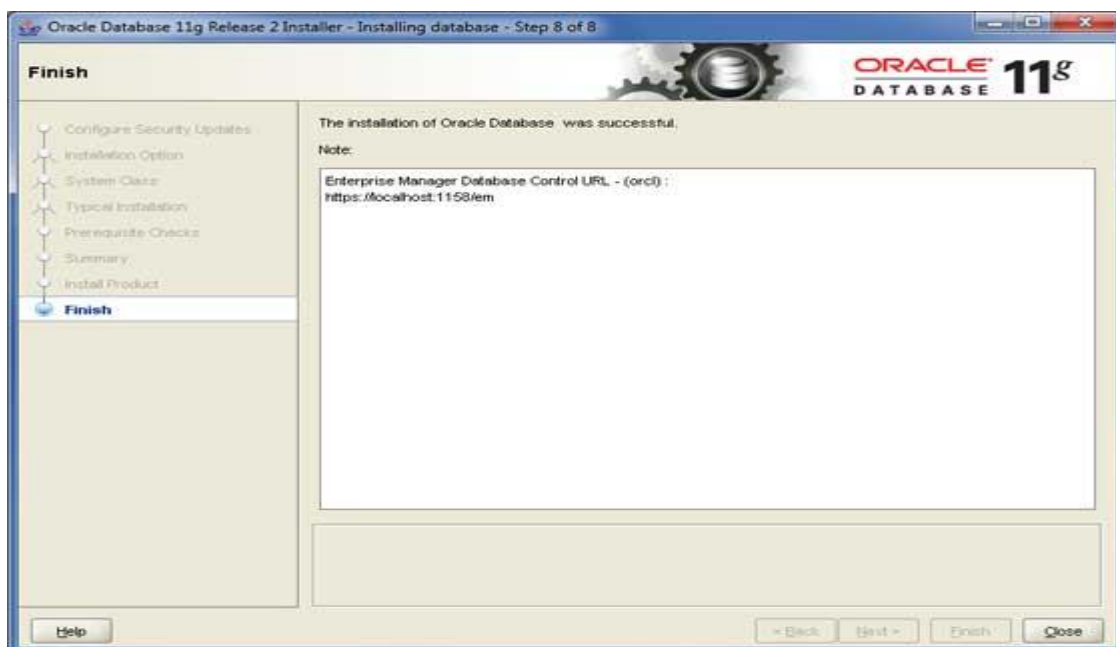 Oracle Database 11g Release 2 Installer - Installing database - Step 8 of 8
Finish
ORACLE
DATABASE
11g
Configure Security Updates
Installation Option
System Class
Typical Installation
Prerequisite Checks
Summary
Install Product
Finish
The installation of Oracle Database was successful.
Note:
Enterprise Manager Database Control URL - (orcl) :
https://localhost:1158/em
Help
< Back
Next >
Finish
Close